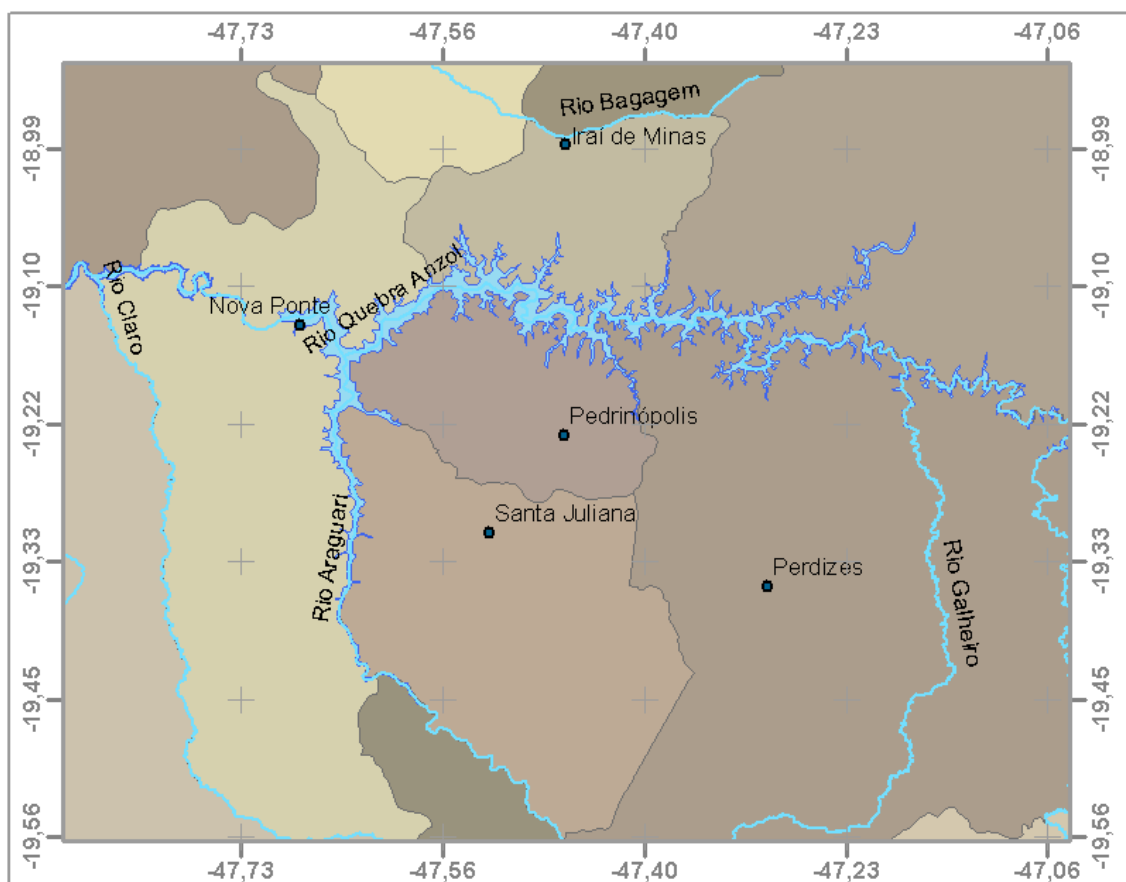 -47,73 -47,56 -47,40 -47,23 -47,06
Rio Bagagem
-18,99 -18,99
Iraí de Minas
Rio Quebra Anzol
Rio Claro
-19,10 -19,10
Nova Ponte
Pedrinópolis
-19,22 -19,22
Santa Juliana
Rio Araguari
-19,33 -19,33
Perdizes
Rio Galheiro
-19,45 -19,45
-19,56 -19,56
-47,73 -47,56 -47,40 -47,23 -47,06